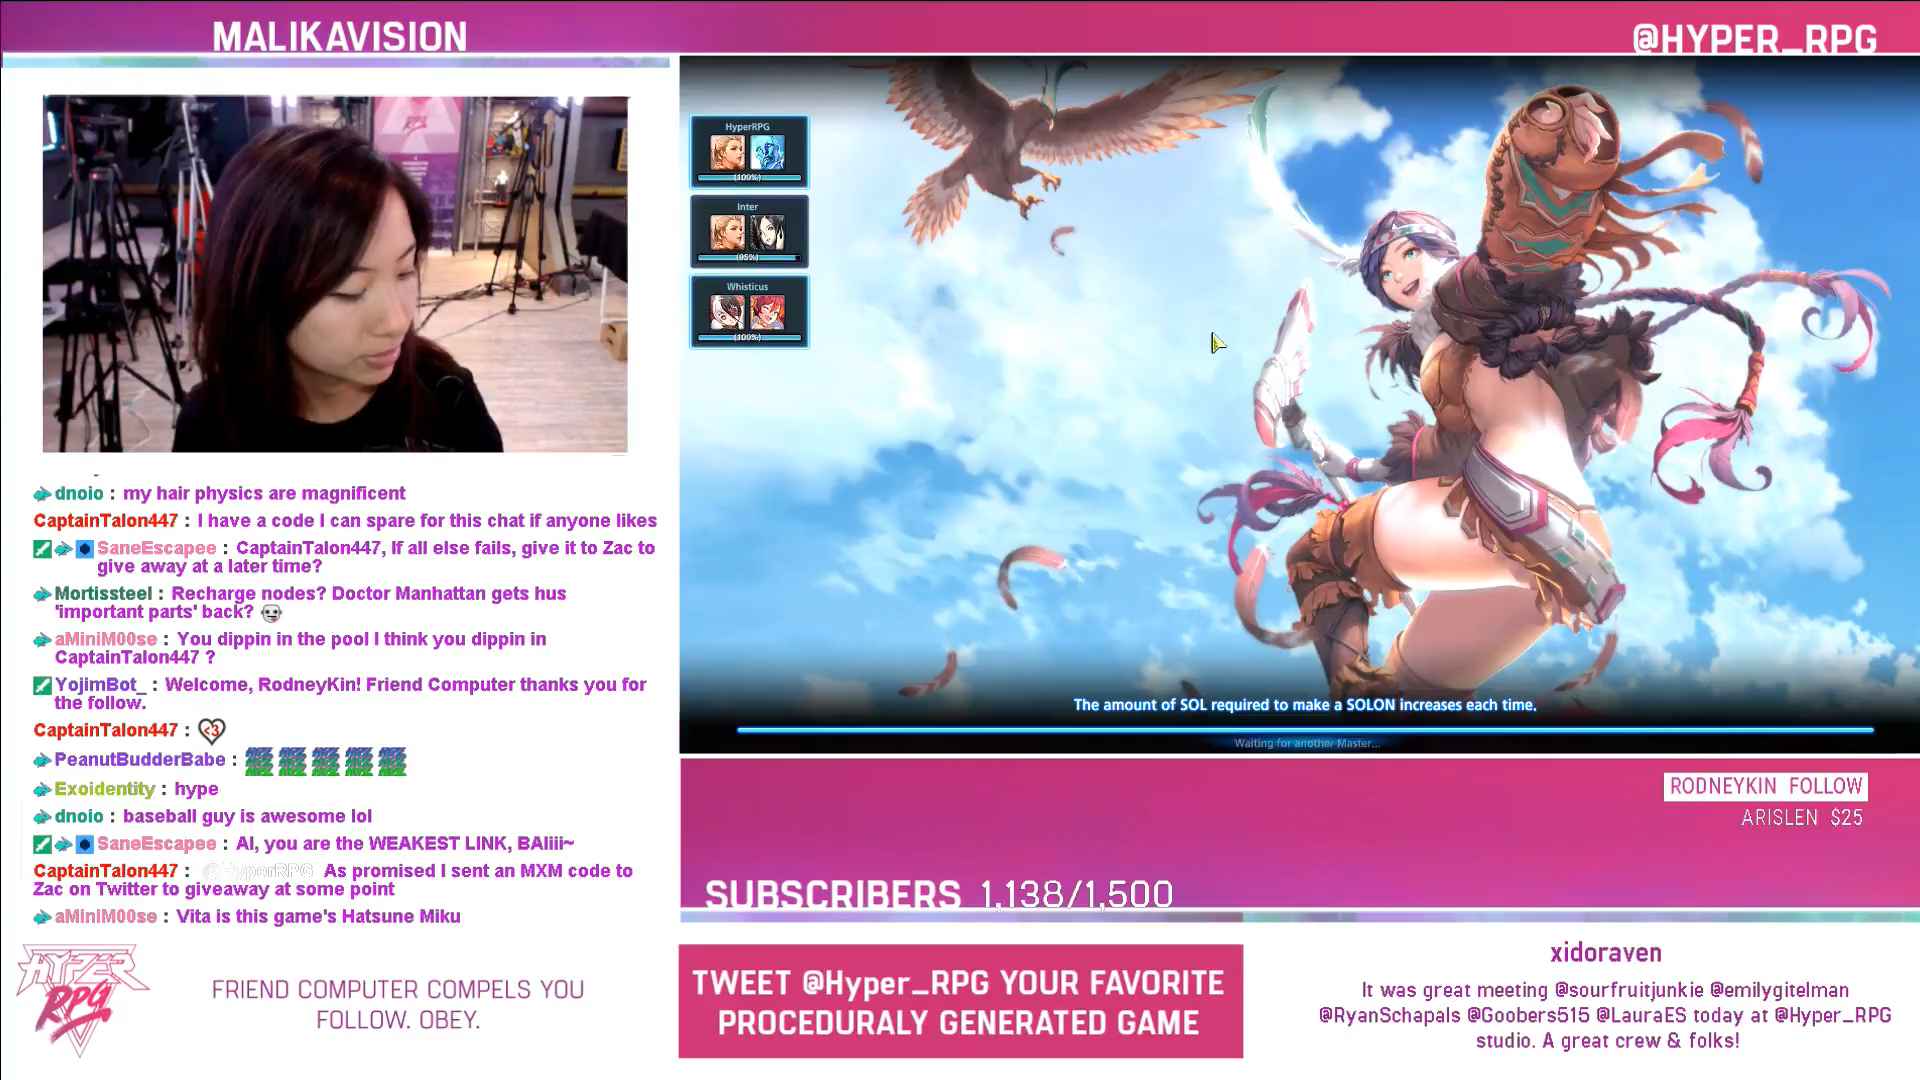 MALIKAVISION
@HYPER_RPG
HyperRPG
(100%)
Inter
(95%)
Whisticus
(100%)
dnoio : my hair physics are magnificent
CaptainTalon447 : I have a code I can spare for this chat if anyone likes
SaneEscapee : CaptainTalon447, If all else fails, give it to Zac to
give away at a later time?
Mortissteel : Recharge nodes? Doctor Manhattan gets hus
'important parts' back?
aMiniM00se : You dippin in the pool I think you dippin in
CaptainTalon447 ?
YojimBot_ : Welcome, RodneyKin! Friend Computer thanks you for
the follow.
CaptainTalon447 : <3
PeanutBudderBabe :
Exoidentity : hype
dnoio : baseball guy is awesome lol
SaneEscapee : AI, you are the WEAKEST LINK, BAIiii~
CaptainTalon447 : @HyperRPG As promised I sent an MXM code to
Zac on Twitter to giveaway at some point
aMiniM00se : Vita is this game's Hatsune Miku
The amount of SOL required to make a SOLON increases each time.
Waiting for another Master...
RODNEYKIN FOLLOW
ARISLEN $25
SUBSCRIBERS 1,138/1,500
HYPER
RPG
FRIEND COMPUTER COMPELS YOU
FOLLOW. OBEY.
TWEET @Hyper_RPG YOUR FAVORITE
PROCEDURALY GENERATED GAME
xidoraven
It was great meeting @sourfruitjunkie @emilygitelman
@RyanSchapals @Goobers515 @LauraES today at @Hyper_RPG
studio. A great crew & folks!